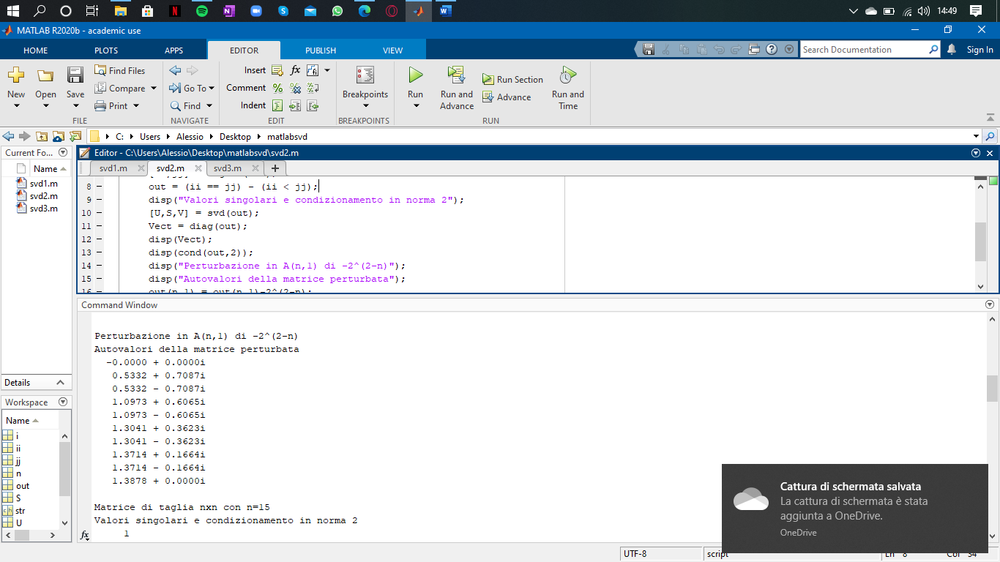 14:49
MATLAB R2020b - academic use
HOME PLOTS APPS EDITOR PUBLISH VIEW
Search Documentation Sign In
New Open Save Find Files Compare Print
Go To Find
Insert fx
Comment
Indent
Breakpoints Run Run and Advance Run Section Advance Run and Time
FILE NAVIGATE EDIT BREAKPOINTS RUN
C: Users Alessio Desktop matlabsvd
Current Fo...
Name
svd1.m
svd2.m
svd3.m
Details
Workspace
Name
i
ii
jj
n
out
S
str
U
Editor - C:\Users\Alessio\Desktop\matlabsvd\svd2.m
svd1.m svd2.m svd3.m
8 - out = (ii == jj) - (ii < jj);
9 - disp("Valori singolari e condizionamento in norma 2");
10 - [U,S,V] = svd(out);
11 - Vect = diag(out);
12 - disp(Vect);
13 - disp(cond(out,2));
14 - disp("Perturbazione in A(n,1) di -2^(2-n)");
15 - disp("Autovalori della matrice perturbata");
16 - out(n,1) = out(n,1)-2^(2-n);
Command Window
Perturbazione in A(n,1) di -2^(2-n)
Autovalori della matrice perturbata
-0.0000 + 0.0000i
0.5332 + 0.7087i
0.5332 - 0.7087i
1.0973 + 0.6065i
1.0973 - 0.6065i
1.3041 + 0.3623i
1.3041 - 0.3623i
1.3714 + 0.1664i
1.3714 - 0.1664i
1.3878 + 0.0000i
Matrice di taglia nxn con n=15
Valori singolari e condizionamento in norma 2
1
fx
Cattura di schermata salvata
La cattura di schermata è stata
aggiunta a OneDrive.
OneDrive
UTF-8 script Ln 8 Col 34